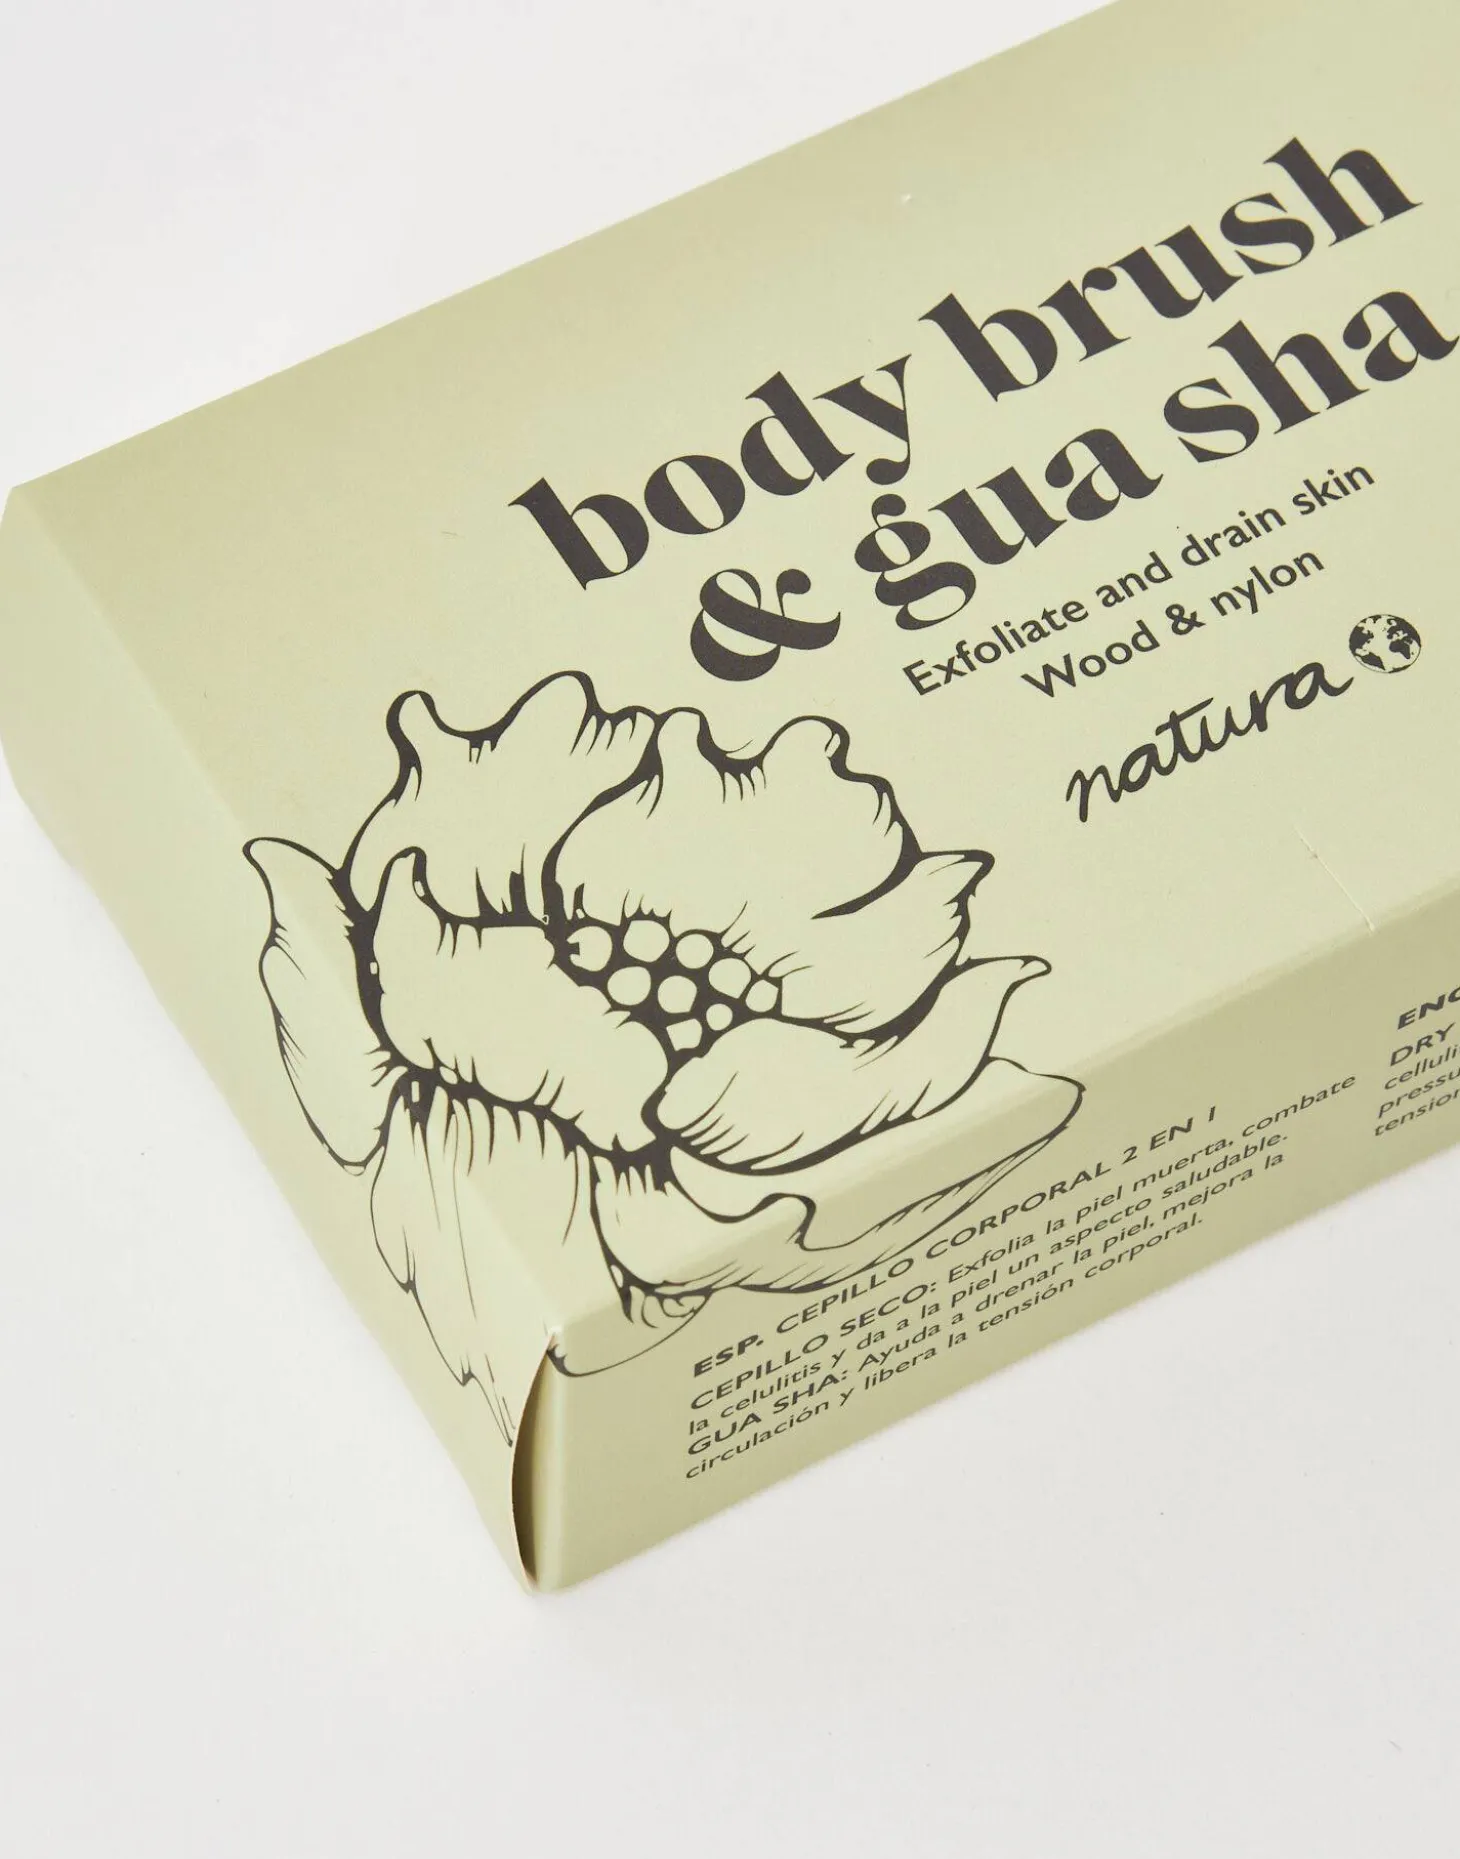 body brush
& gua sha
Exfoliate and drain skin
Wood & nylon
natura
ESP. CEPILLO CORPORAL 2 EN 1
CEPILLO SECO: Exfolia la piel muerta, combate
la celulitis y da a la piel un aspecto saludable.
GUA SHA: Ayuda a drenar la piel, mejora la
circulación y libera la tensión corporal.
DRY